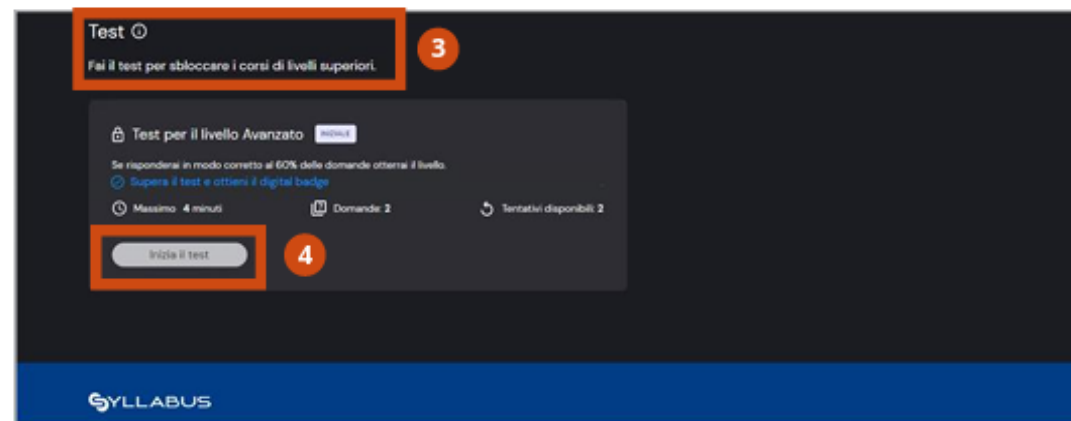 Test
3
Fai il test per sbloccare i corsi di livelli superiori.
Test per il livello Avanzato INIZIALE
Se risponderai in modo corretto al 60% delle domande otterrai il livello.
Supera il test e ottieni il digital badge
Massimo 4 minuti Domande: 2 Tentativi disponibili: 2
Inizia il test 4
SYLLABUS